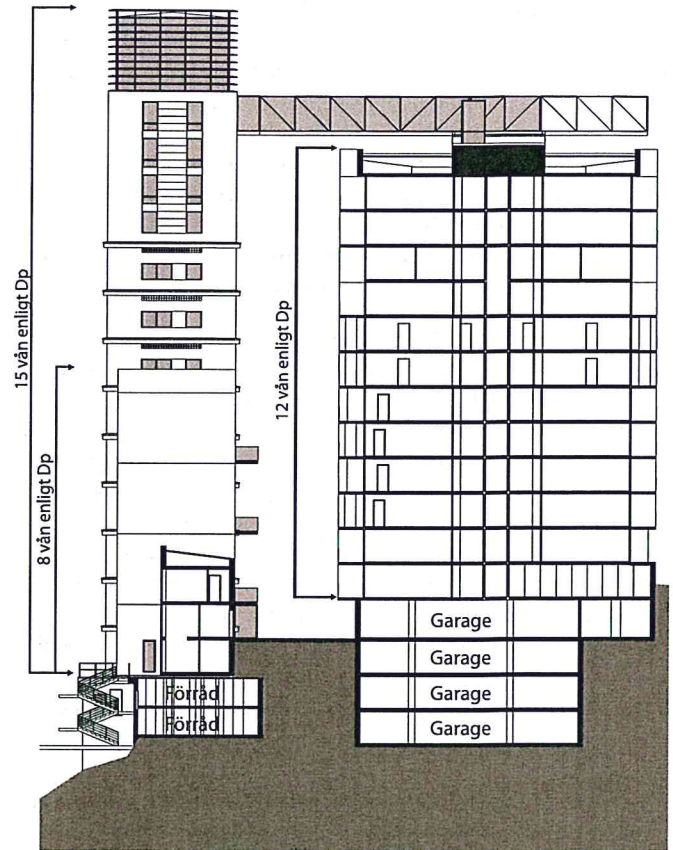 15 vån enligt Dp
8 vån enligt Dp
12 vån enligt Dp
Garage
Garage
Garage
Garage
Förråd
Förråd